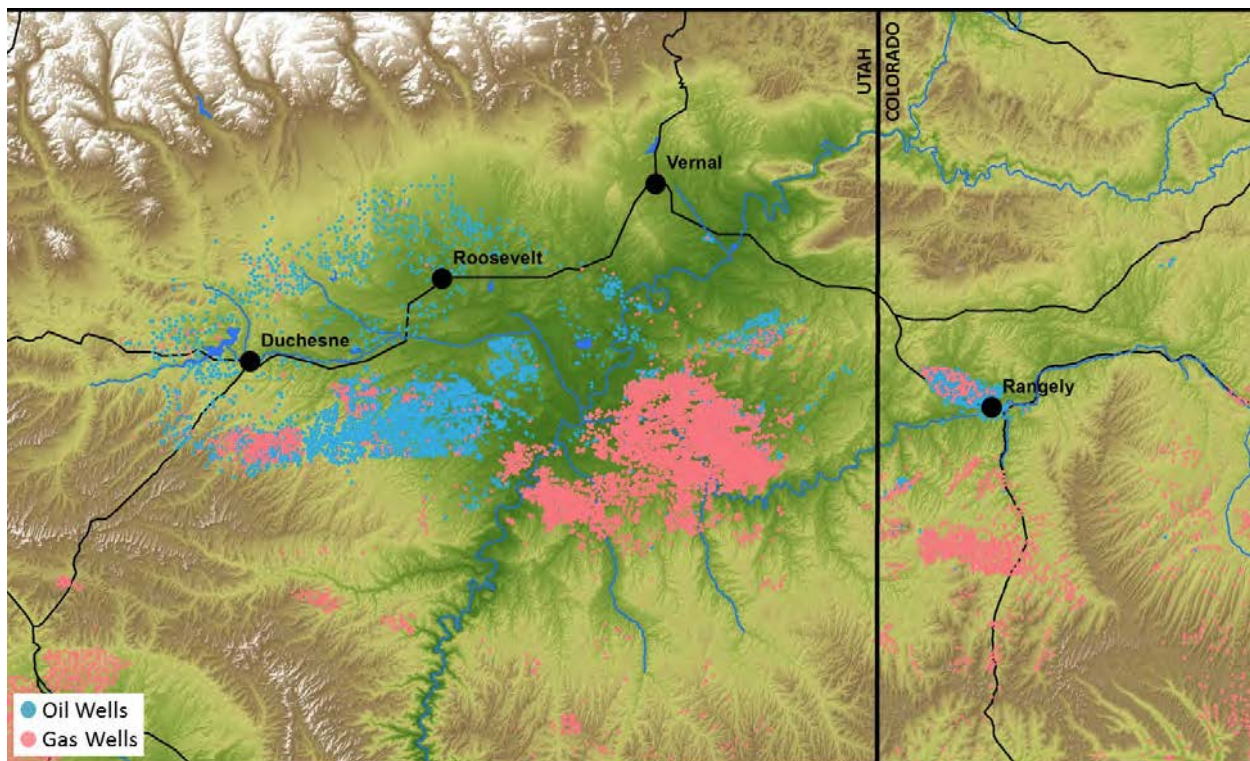 UTAH
COLORADO
Vernal
Roosevelt
Duchesne
Rangely
Oil Wells
Gas Wells